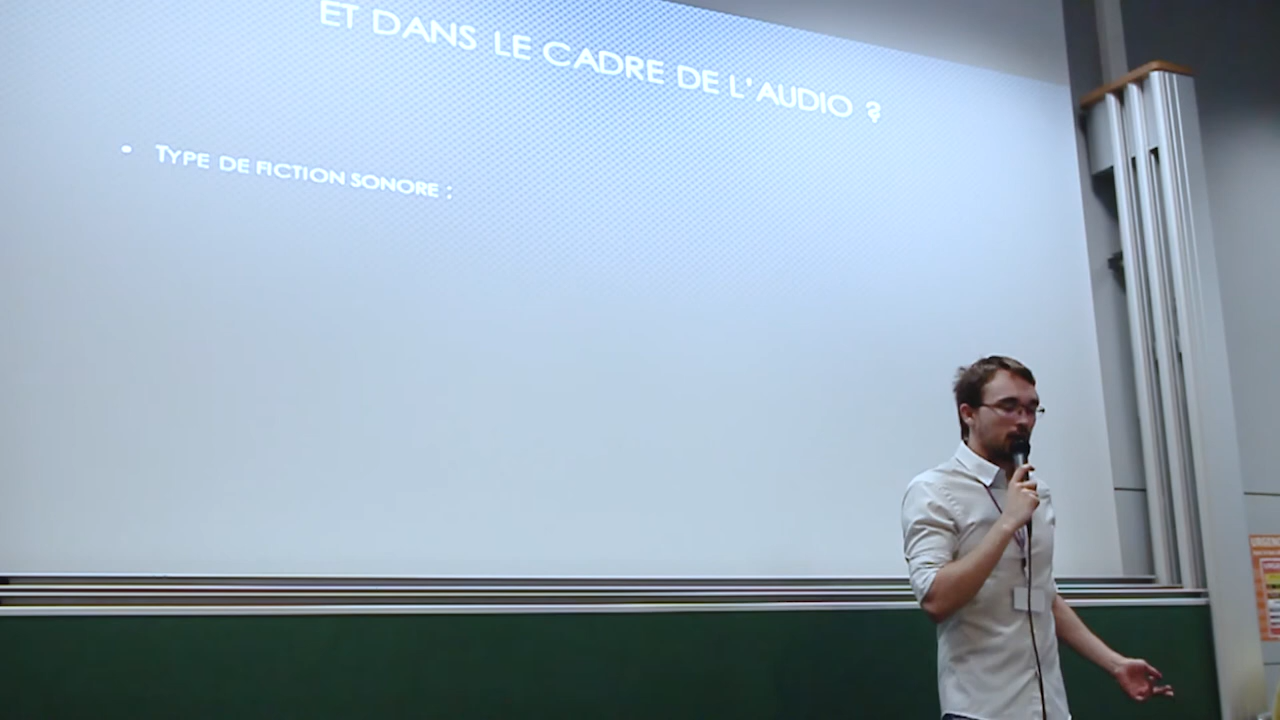 ET DANS LE CADRE DE L'AUDIO ?
• TYPE DE FICTION SONORE :